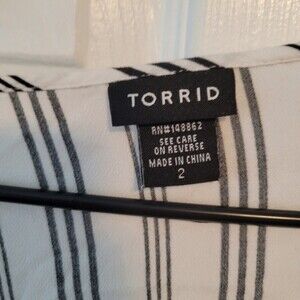 TORRID
RN#148862
SEE CARE
ON REVERSE
MADE IN CHINA
2